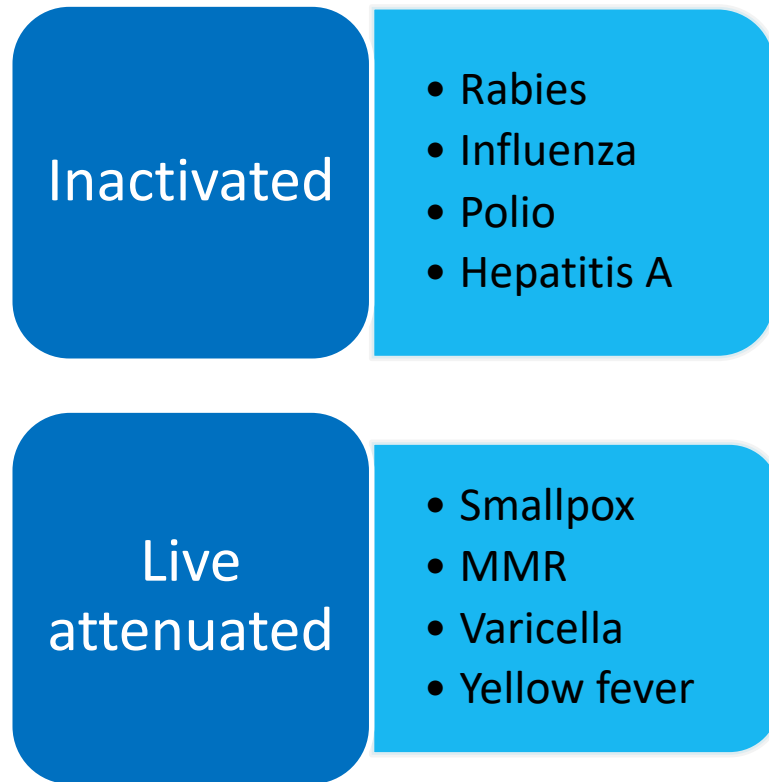 Inactivated
• Rabies
• Influenza
• Polio
• Hepatitis A
Live
attenuated
• Smallpox
• MMR
• Varicella
• Yellow fever